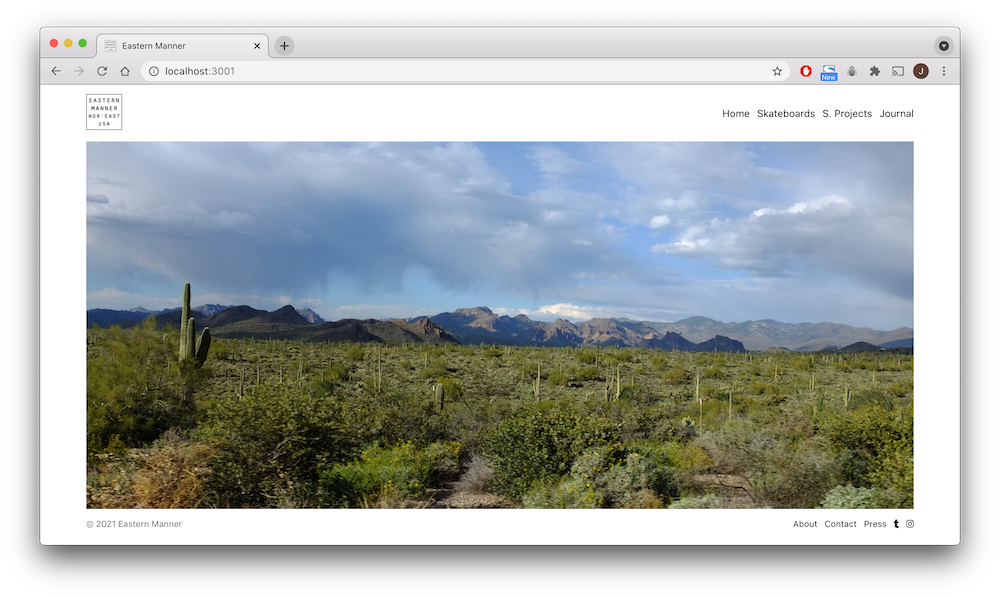 Eastern Manner
localhost:3001
New
J
EASTERN
MANNER
NOR'EAST
USA
Home Skateboards S. Projects Journal
© 2021 Eastern Manner
About Contact Press t